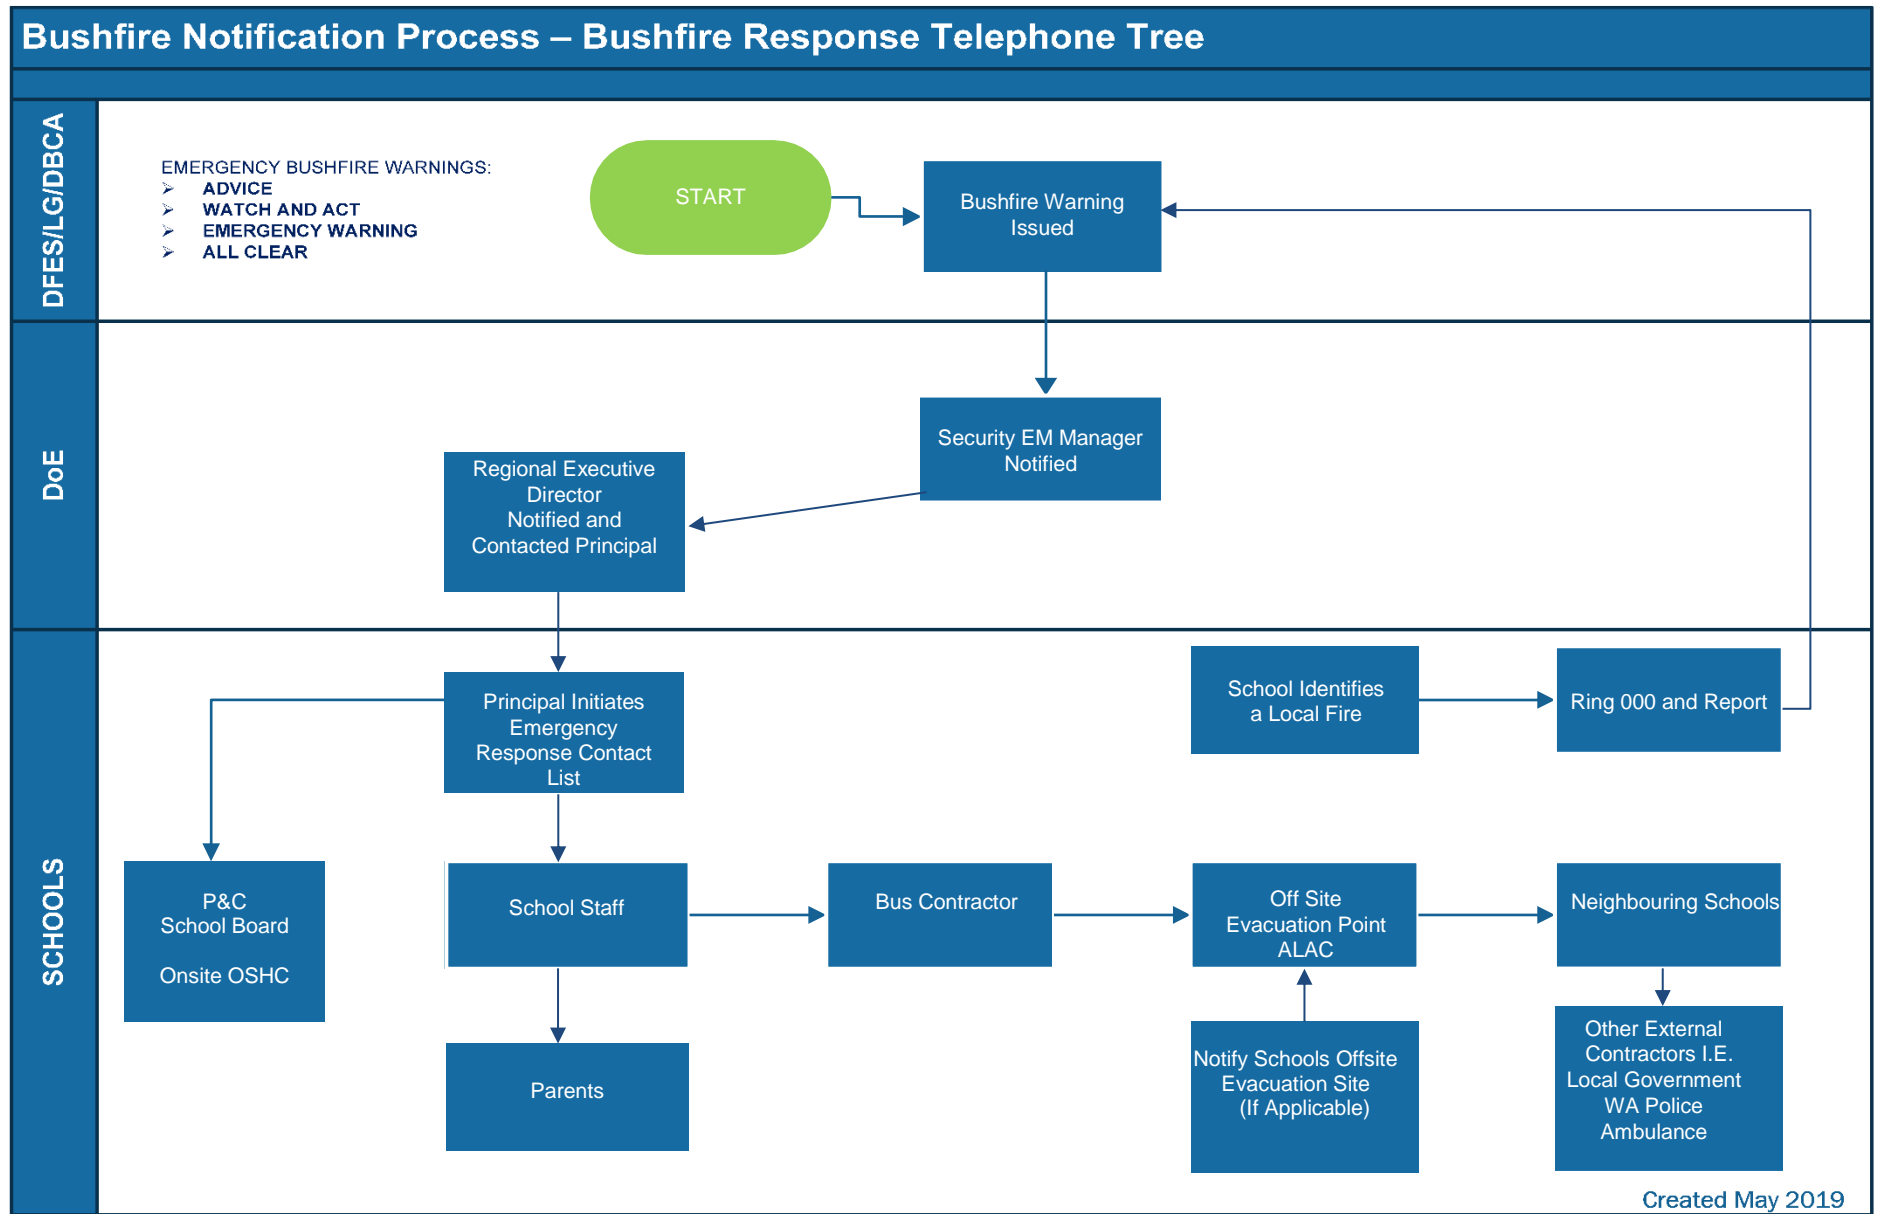 Bushfire Notification Process – Bushfire Response Telephone Tree
DFES/LG/DBCA
EMERGENCY BUSHFIRE WARNINGS:
➢ ADVICE
➢ WATCH AND ACT
➢ EMERGENCY WARNING
➢ ALL CLEAR
START
Bushfire Warning
Issued
DoE
Security EM Manager
Notified
Regional Executive
Director
Notified and
Contacted Principal
SCHOOLS
Principal Initiates
Emergency
Response Contact
List
School Identifies
a Local Fire
Ring 000 and Report
P&C
School Board
Onsite OSHC
School Staff
Bus Contractor
Off Site
Evacuation Point
ALAC
Neighbouring Schools
Parents
Notify Schools Offsite
Evacuation Site
(If Applicable)
Other External
Contractors I.E.
Local Government
WA Police
Ambulance
Created May 2019